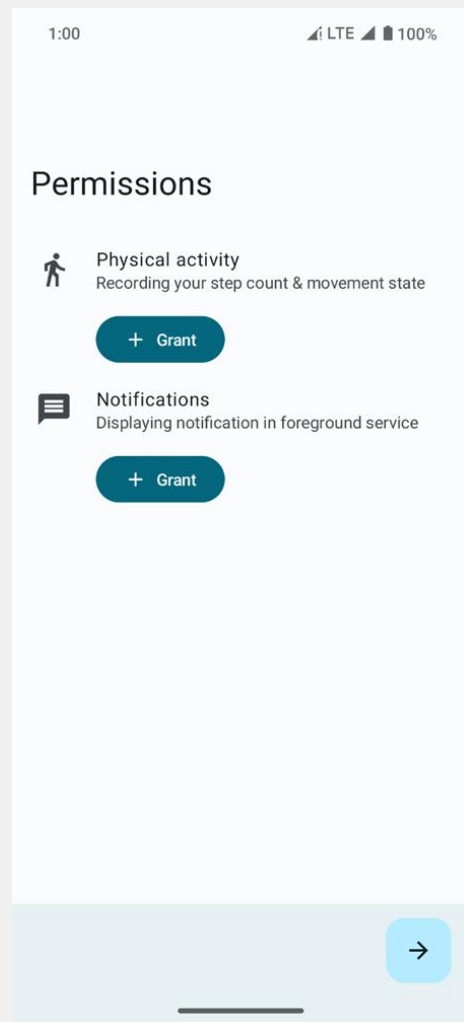 1:00
LTE 100%
Permissions
Physical activity
Recording your step count & movement state
+ Grant
Notifications
Displaying notification in foreground service
+ Grant